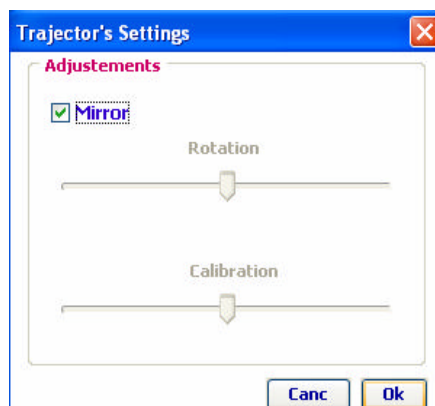 Trajector's Settings
Adjustements
Mirror
Rotation
Calibration
Canc Ok